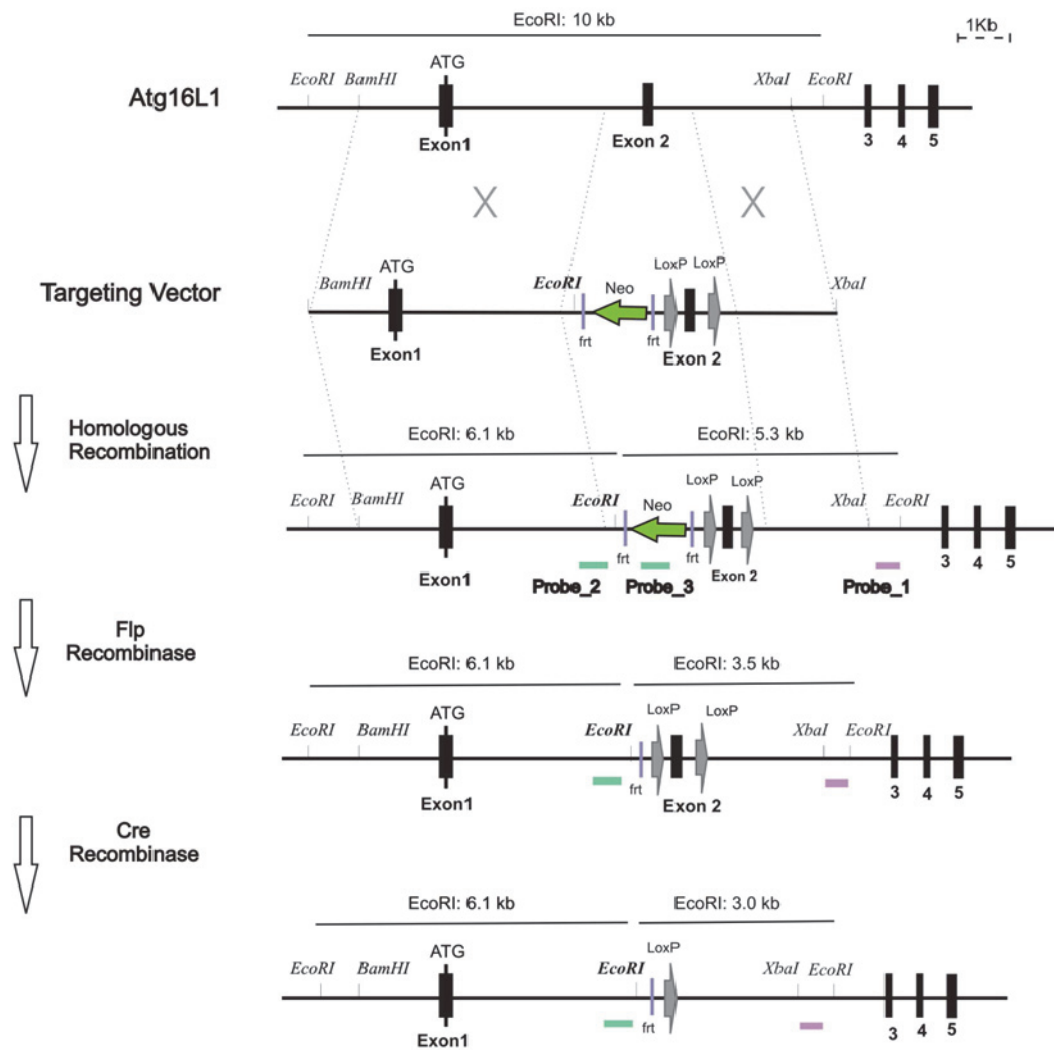 EcoRI: 10 kb
1Kb
ATG
EcoRI BamHI XbaI EcoRI
Atg16L1
Exon1 Exon 2 3 4 5
X X
LoxP LoxP
ATG
BamHI EcoRI Neo XbaI
Targeting Vector
frt frt
Exon1 Exon 2
Homologous
Recombination
EcoRI: 6.1 kb EcoRI: 5.3 kb
LoxP LoxP
ATG
EcoRI BamHI EcoRI Neo XbaI EcoRI
frt frt
Exon1 Exon 2 3 4 5
Probe_2 Probe_3 Probe_1
Flp
Recombinase
EcoRI: 6.1 kb EcoRI: 3.5 kb
ATG LoxP LoxP
EcoRI BamHI EcoRI XbaI EcoRI
frt
Exon1 Exon 2 3 4 5
Cre
Recombinase
EcoRI: 6.1 kb EcoRI: 3.0 kb
ATG LoxP
EcoRI BamHI EcoRI XbaI EcoRI
frt
Exon1 3 4 5